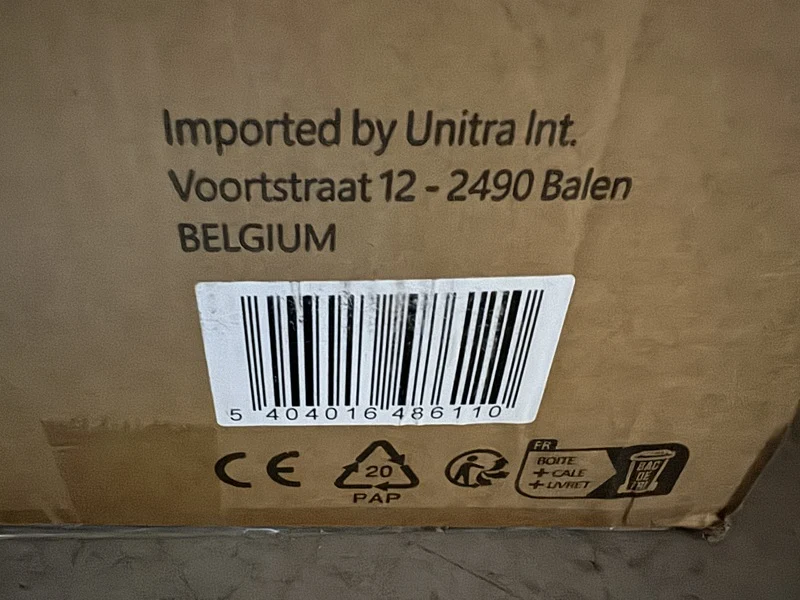 Imported by Unitra Int.
Voortstraat 12 - 2490 Balen
BELGIUM
5 404016 486110
CE
20
PAP
FR
BOITE
+ CALE
+ LIVRET
BAC
DE
TRI